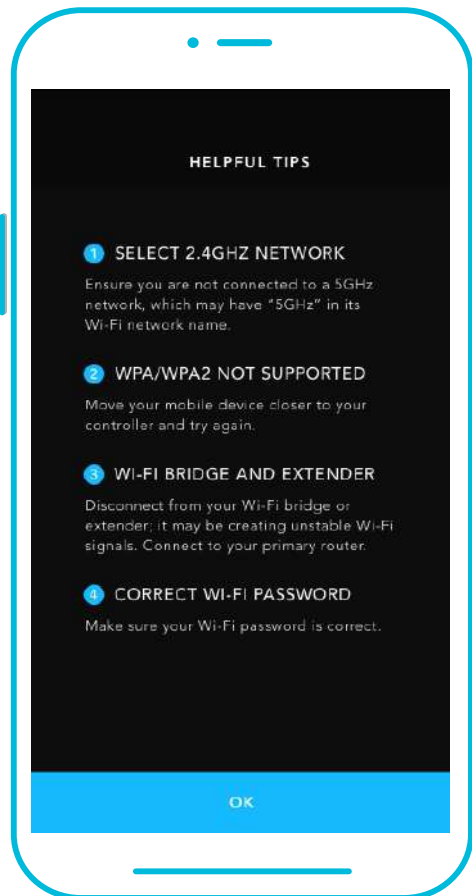 HELPFUL TIPS
1 SELECT 2.4GHZ NETWORK
Ensure you are not connected to a 5GHz
network, which may have "5GHz" in its
Wi-Fi network name.
2 WPA/WPA2 NOT SUPPORTED
Move your mobile device closer to your
controller and try again.
3 WI-FI BRIDGE AND EXTENDER
Disconnect from your Wi-Fi bridge or
extender; it may be creating unstable Wi-Fi
signals. Connect to your primary router.
4 CORRECT WI-FI PASSWORD
Make sure your Wi-Fi password is correct.
OK